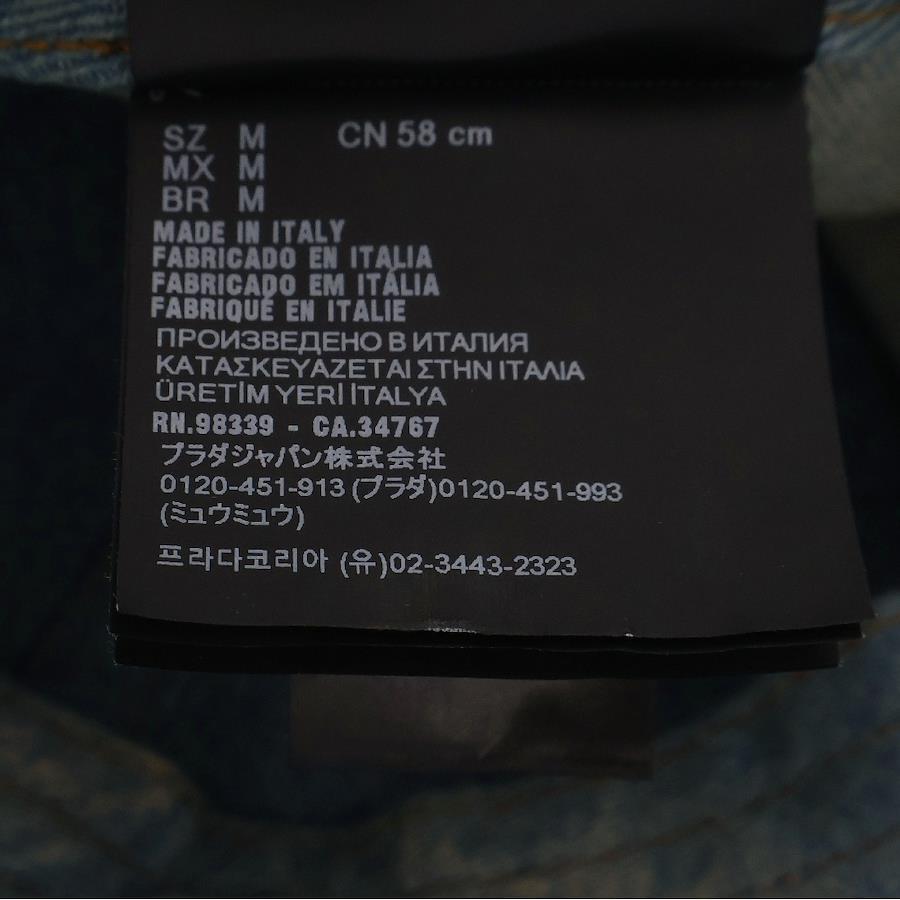 SZ M CN 58 cm
MX M
BR M
MADE IN ITALY
FABRICADO EN ITALIA
FABRICADO EM ITÁLIA
FABRIQUÉ EN ITALIE
ПРОИЗВЕДЕНО В ИТАЛИЯ
ΚΑΤΑΣΚΕΥΑΖΕΤΑΙ ΣΤΗΝ ΙΤΑΛΙΑ
ÜRETİM YERİ İTALYA
RN.98339 - CA.34767
プラダジャパン株式会社
0120-451-913 (プラダ)0120-451-993
(ミュウミュウ)
프라다코리아 (유)02-3443-2323